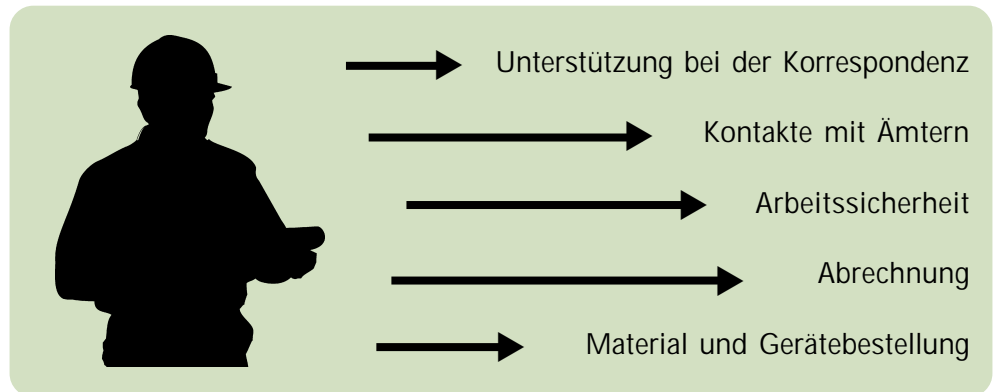 Unterstützung bei der Korrespondenz
Kontakte mit Ämtern
Arbeitssicherheit
Abrechnung
Material und Gerätebestellung